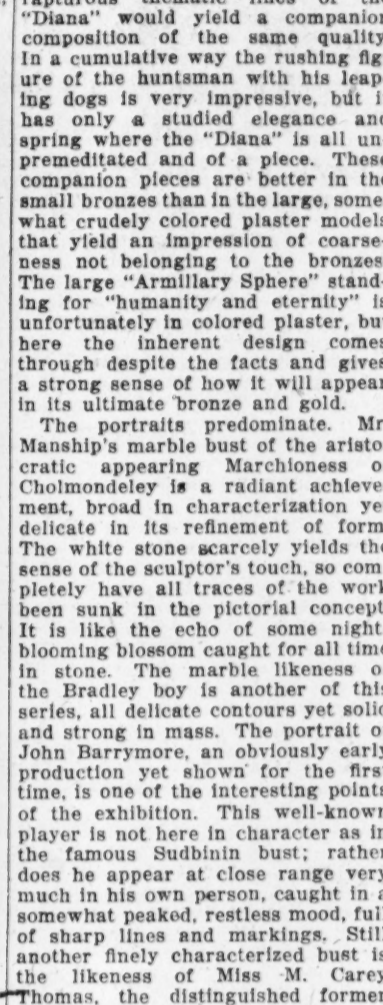 rapturous thematic lines of the
"Diana" would yield a companion
composition of the same quality
In a cumulative way the rushing fig
ure of the huntsman with his leap
ing dogs is very impressive, but i
has only a studied elegance and
spring where the "Diana" is all un
premeditated and of a piece. These
companion pieces are better in the
small bronzes than in the large, some
what crudely colored plaster models
that yield an impression of coarse
ness not belonging to the bronzes
The large "Armillary Sphere" stand
ing for "humanity and eternity" is
unfortunately in colored plaster, bu
here the inherent design comes
through despite the facts and gives
a strong sense of how it will appear
in its ultimate bronze and gold.
The portraits predominate. Mr
Manship's marble bust of the aristo
cratic appearing Marchioness o
Cholmondeley is a radiant achieve
ment, broad in characterization ye
delicate in its refinement of form
The white stone scarcely yields the
sense of the sculptor's touch, so com
pletely have all traces of the work
been sunk in the pictorial concept
It is like the echo of some night
blooming blossom caught for all time
in stone. The marble likeness o
the Bradley boy is another of this
series, all delicate contours yet solid
and strong in mass. The portrait o
John Barrymore, an obviously early
production yet shown for the first
time, is one of the interesting points
of the exhibition. This well-known
player is not here in character as in
the famous Sudbinin bust; rather
does he appear at close range very
much in his own person, caught in a
somewhat peaked, restless mood, full
of sharp lines and markings. Still
another finely characterized bust is
the likeness of Miss M. Carey
Thomas, the distinguished former